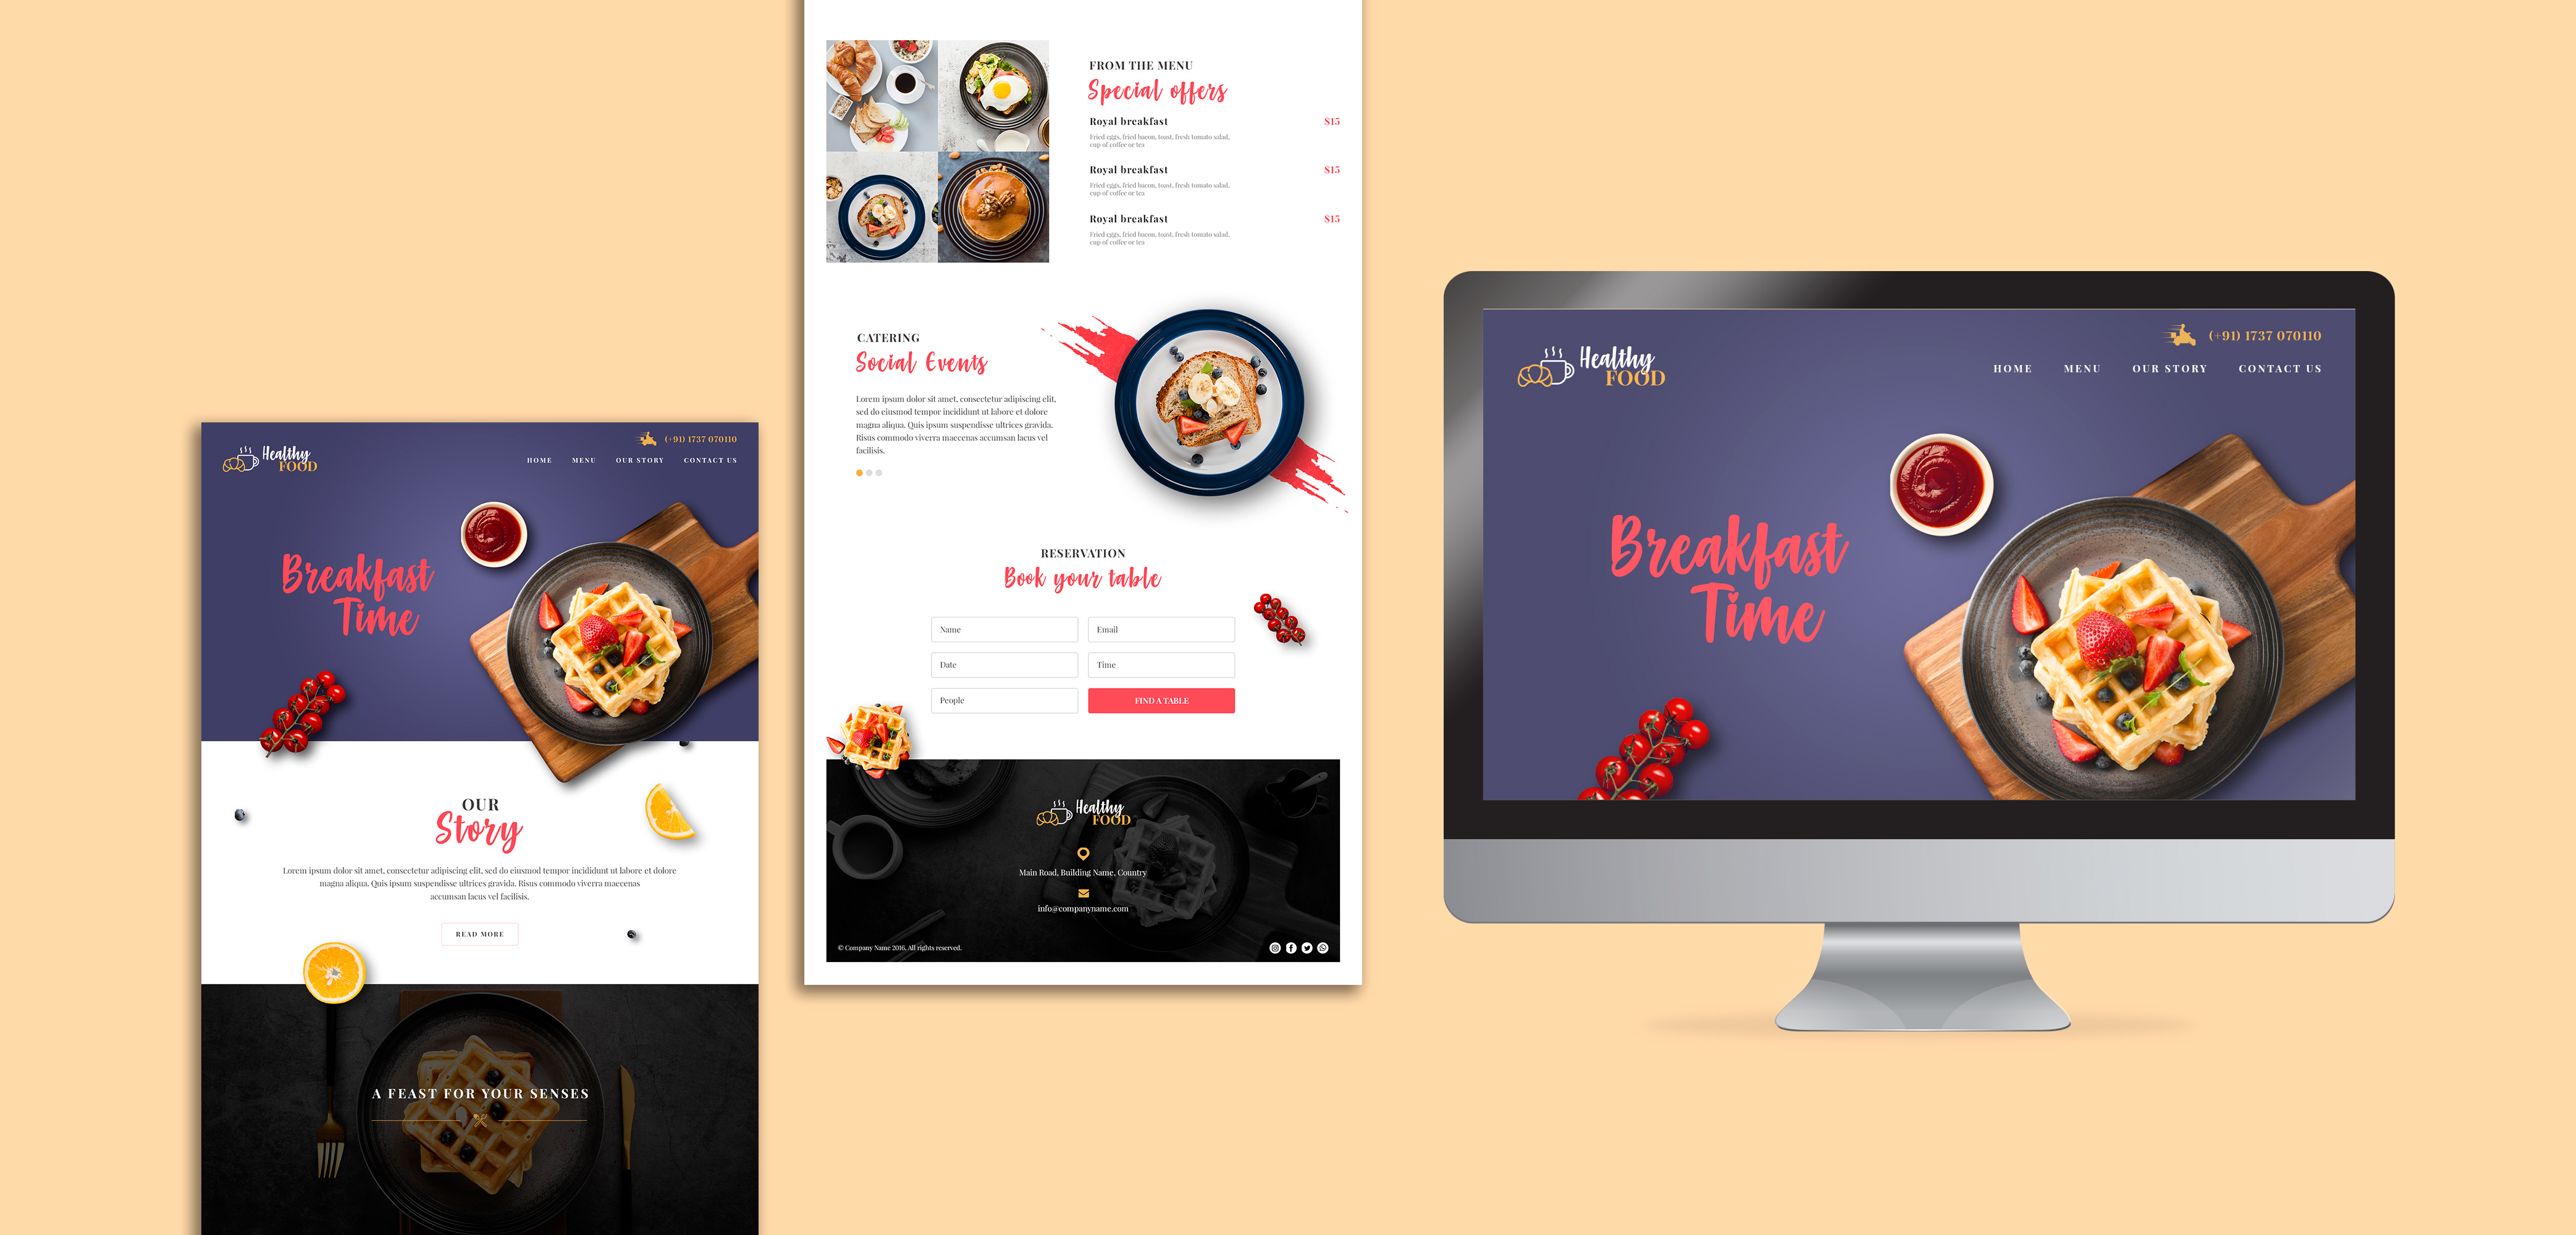 Healthy
FOOD
(+91) 1737 070110
HOME MENU OUR STORY CONTACT US
Breakfast
Time
OUR
Story
Lorem ipsum dolor sit amet, consectetur adipiscing elit, sed do eiusmod tempor incididunt ut labore et dolore
magna aliqua. Quis ipsum suspendisse ultrices gravida. Risus commodo viverra maecenas
accumsan lacus vel facilisis.
READ MORE
A FEAST FOR YOUR SENSES
FROM THE MENU
Special offers
Royal breakfast $15
Fried eggs, fried bacon, toast, fresh tomato salad,
cup of coffee or tea
Royal breakfast $15
Fried eggs, fried bacon, toast, fresh tomato salad,
cup of coffee or tea
Royal breakfast $15
Fried eggs, fried bacon, toast, fresh tomato salad,
cup of coffee or tea
CATERING
Social Events
Lorem ipsum dolor sit amet, consectetur adipiscing elit,
sed do eiusmod tempor incididunt ut labore et dolore
magna aliqua. Quis ipsum suspendisse ultrices gravida.
Risus commodo viverra maecenas accumsan lacus vel
facilisis.
RESERVATION
Book your table
Name Email
Date Time
People FIND A TABLE
Healthy
FOOD
Main Road, Building Name, Country
info@companyname.com
© Company Name 2016. All rights reserved.
Healthy
FOOD
(+91) 1737 070110
HOME MENU OUR STORY CONTACT US
Breakfast
Time